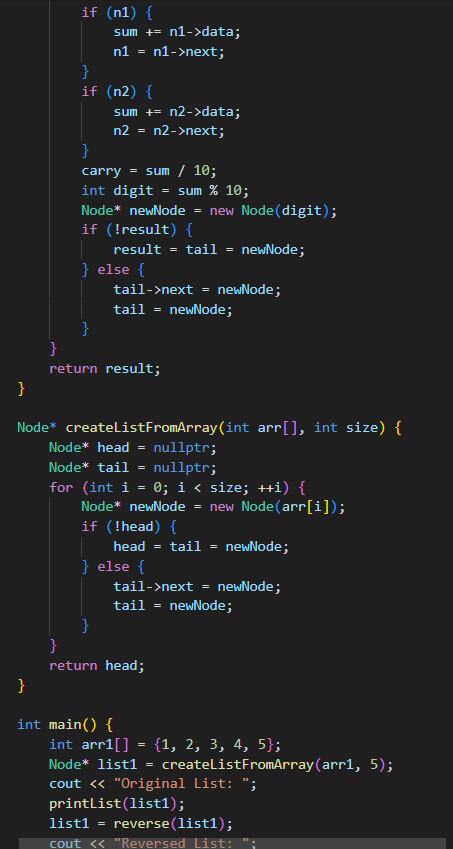 if (n1) {
            sum += n1->data;
            n1 = n1->next;
        }
        if (n2) {
            sum += n2->data;
            n2 = n2->next;
        }
        carry = sum / 10;
        int digit = sum % 10;
        Node* newNode = new Node(digit);
        if (!result) {
            result = tail = newNode;
        } else {
            tail->next = newNode;
            tail = newNode;
        }
    }
    return result;
}

Node* createListFromArray(int arr[], int size) {
    Node* head = nullptr;
    Node* tail = nullptr;
    for (int i = 0; i < size; ++i) {
        Node* newNode = new Node(arr[i]);
        if (!head) {
            head = tail = newNode;
        } else {
            tail->next = newNode;
            tail = newNode;
        }
    }
    return head;
}

int main() {
    int arr1[] = {1, 2, 3, 4, 5};
    Node* list1 = createListFromArray(arr1, 5);
    cout << "Original List: ";
    printList(list1);
    list1 = reverse(list1);
    cout << "Reversed List: ";